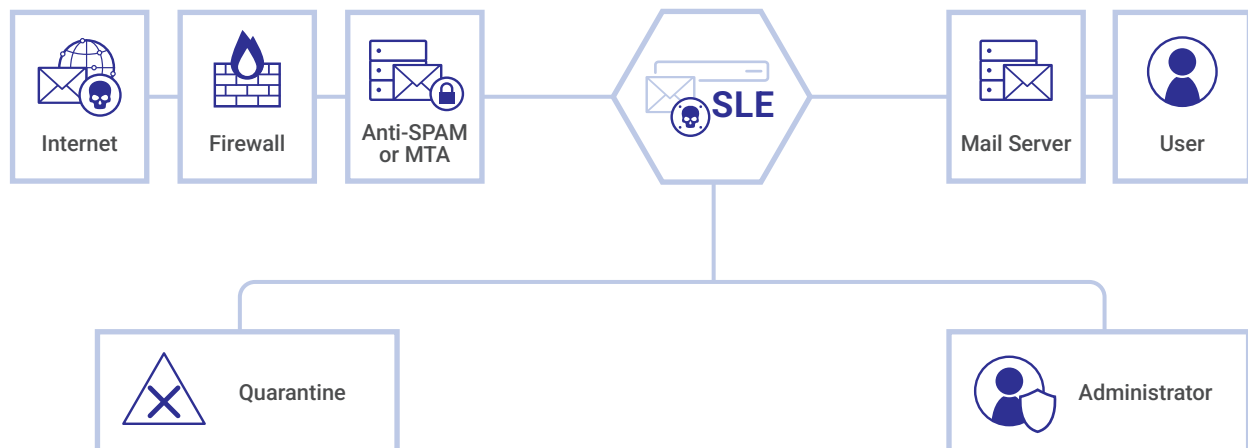 Internet
Firewall
Anti-SPAM
or MTA
SLE
Mail Server
User
Quarantine
Administrator